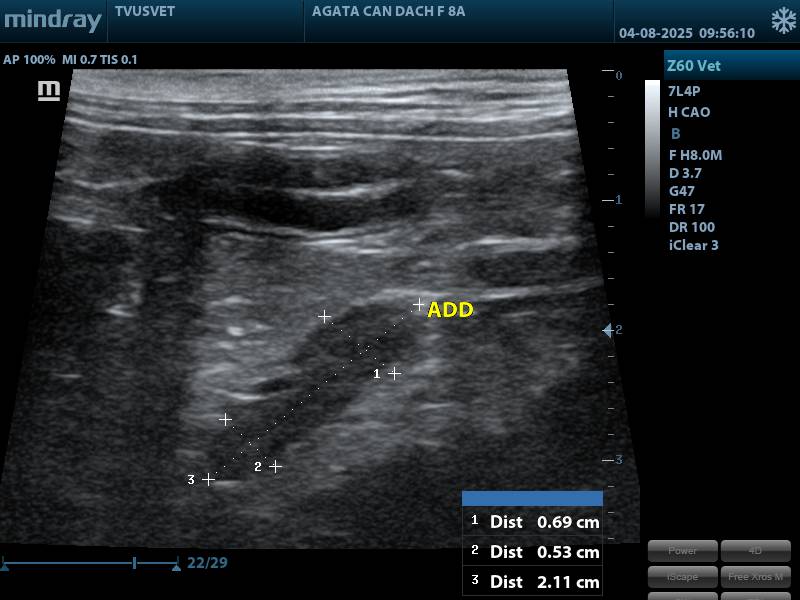 mindray
TVUSVET
AGATA CAN DACH F 8A
04-08-2025 09:56:10
AP 100% MI 0.7 TIS 0.1
m
Z60 Vet
7L4P
H CAO
B
F H8.0M
D 3.7
G47
FR 17
DR 100
iClear 3
0
1
2
3
ADD
1
2
3
1 Dist 0.69 cm
2 Dist 0.53 cm
3 Dist 2.11 cm
22/29
Power
4D
iScape
Free Xros M